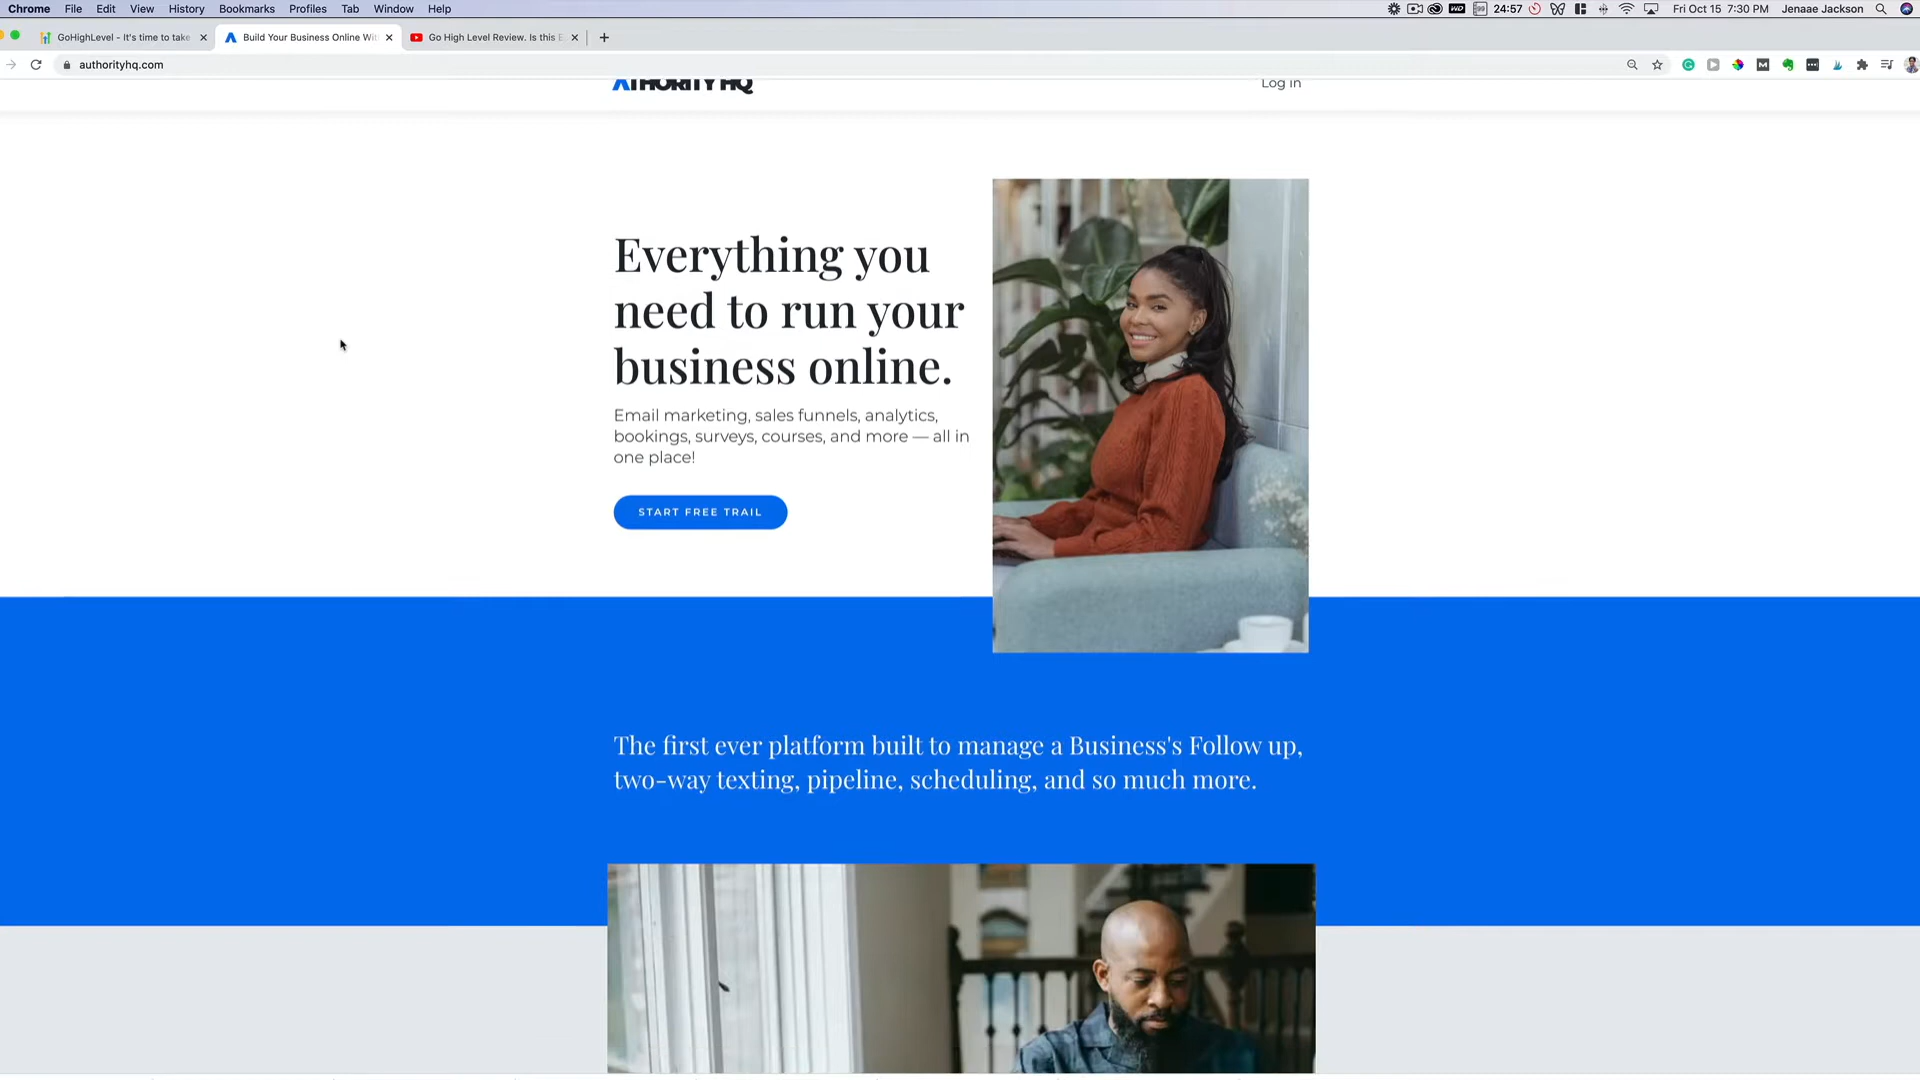 Chrome File Edit View History Bookmarks Profiles Tab Window Help 24:57 Fri Oct 15 7:30 PM Jenaae Jackson
GoHighLevel - It's time to take
Build Your Business Online Wit
Go High Level Review. Is this E
authorityhq.com
Log in
Everything you
need to run your
business online.
Email marketing, sales funnels, analytics,
bookings, surveys, courses, and more — all in
one place!
START FREE TRAIL
The first ever platform built to manage a Business's Follow up,
two-way texting, pipeline, scheduling, and so much more.